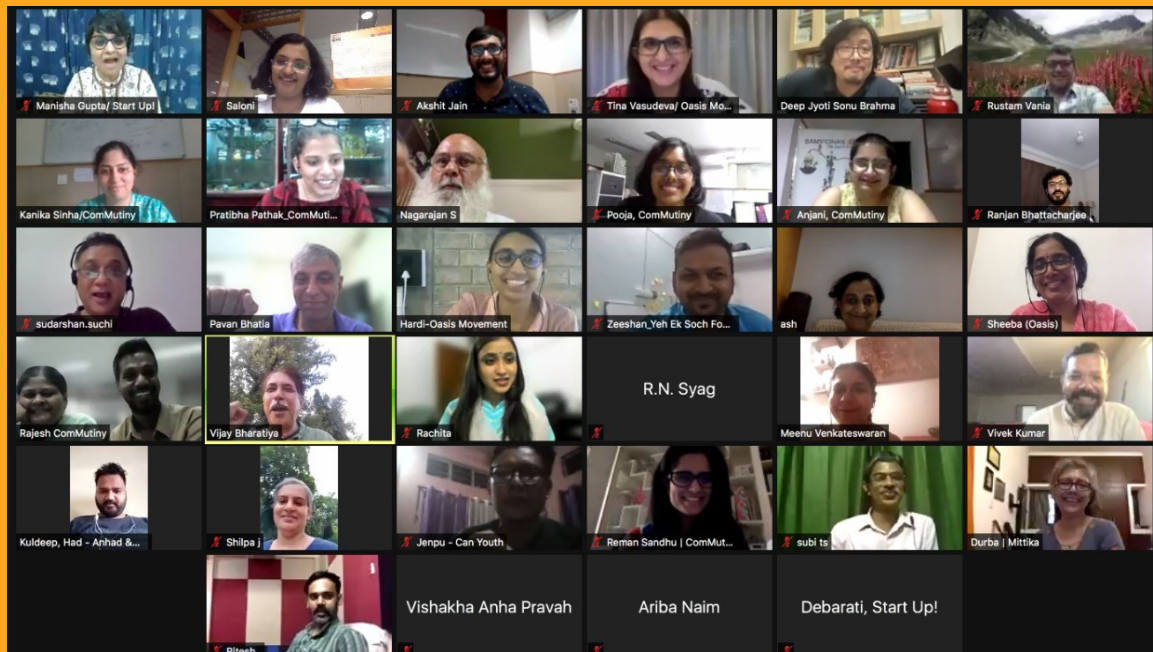 Manisha Gupta/ Start Up!
Saloni
Akshit Jain
Tina Vasudeva/ Oasis Mo...
Deep Jyoti Sonu Brahma
Rustam Vania
Kanika Sinha/ComMutiny
Pratibha Pathak_ComMuti...
Nagarajan S
Pooja, ComMutiny
SAMVIDHAN
Anjani, ComMutiny
Ranjan Bhattacharjee
sudarshan.suchi
Pavan Bhatia
Hardi-Oasis Movement
Zeeshan_Yeh Ek Soch Fo...
ash
Sheeba (Oasis)
Rajesh ComMutiny
Vijay Bharatiya
Rachita
R.N. Syag
Meenu Venkateswaran
Vivek Kumar
Kuldeep, Had - Anhad &...
Shilpa j
Jenpu - Can Youth
Reman Sandhu | ComMut...
subi ts
Durba | Mittika
Ritesh
Vishakha Anha Pravah
Ariba Naim
Debarati, Start Up!